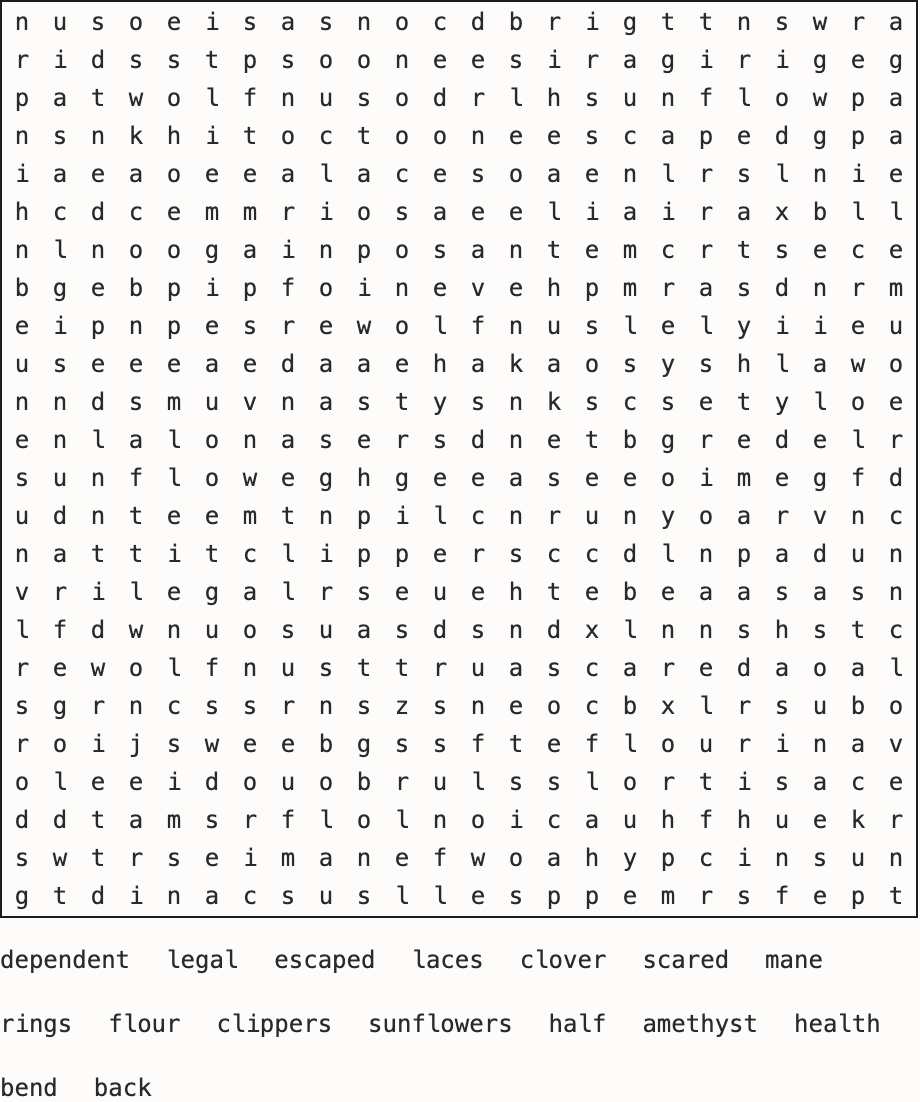 n u s o e i s a s n o c d b r i g t t n s w r a
r i d s s t p s o o n e e s i r a g i r i g e g
p a t w o l f n u s o d r l h s u n f l o w p a
n s n k h i t o c t o o n e e s c a p e d g p a
i a e a o e e a l a c e s o a e n l r s l n i e
h c d c e m m r i o s a e e l i a i r a x b l l
n l n o o g a i n p o s a n t e m c r t s e c e
b g e b p i p f o i n e v e h p m r a s d n r m
e i p n p e s r e w o l f n u s l e l y i i e u
u s e e e a e d a a e h a k a o s y s h l a w o
n n d s m u v n a s t y s n k s c s e t y l o e
e n l a l o n a s e r s d n e t b g r e d e l r
s u n f l o w e g h g e e a s e e o i m e g f d
u d n t e e m t n p i l c n r u n y o a r v n c
n a t t i t c l i p p e r s c c d l n p a d u n
v r i l e g a l r s e u e h t e b e a a s a s n
l f d w n u o s u a s d s n d x l n n s h s t c
r e w o l f n u s t t r u a s c a r e d a o a l
s g r n c s s r n s z s n e o c b x l r s u b o
r o i j s w e e b g s s f t e f l o u r i n a v
o l e e i d o u o b r u l s s l o r t i s a c e
d d t a m s r f l o l n o i c a u h f h u e k r
s w t r s e i m a n e f w o a h y p c i n s u n
g t d i n a c s u s l l e s p p e m r s f e p t
dependent legal escaped laces clover scared mane
rings flour clippers sunflowers half amethyst health
bend back